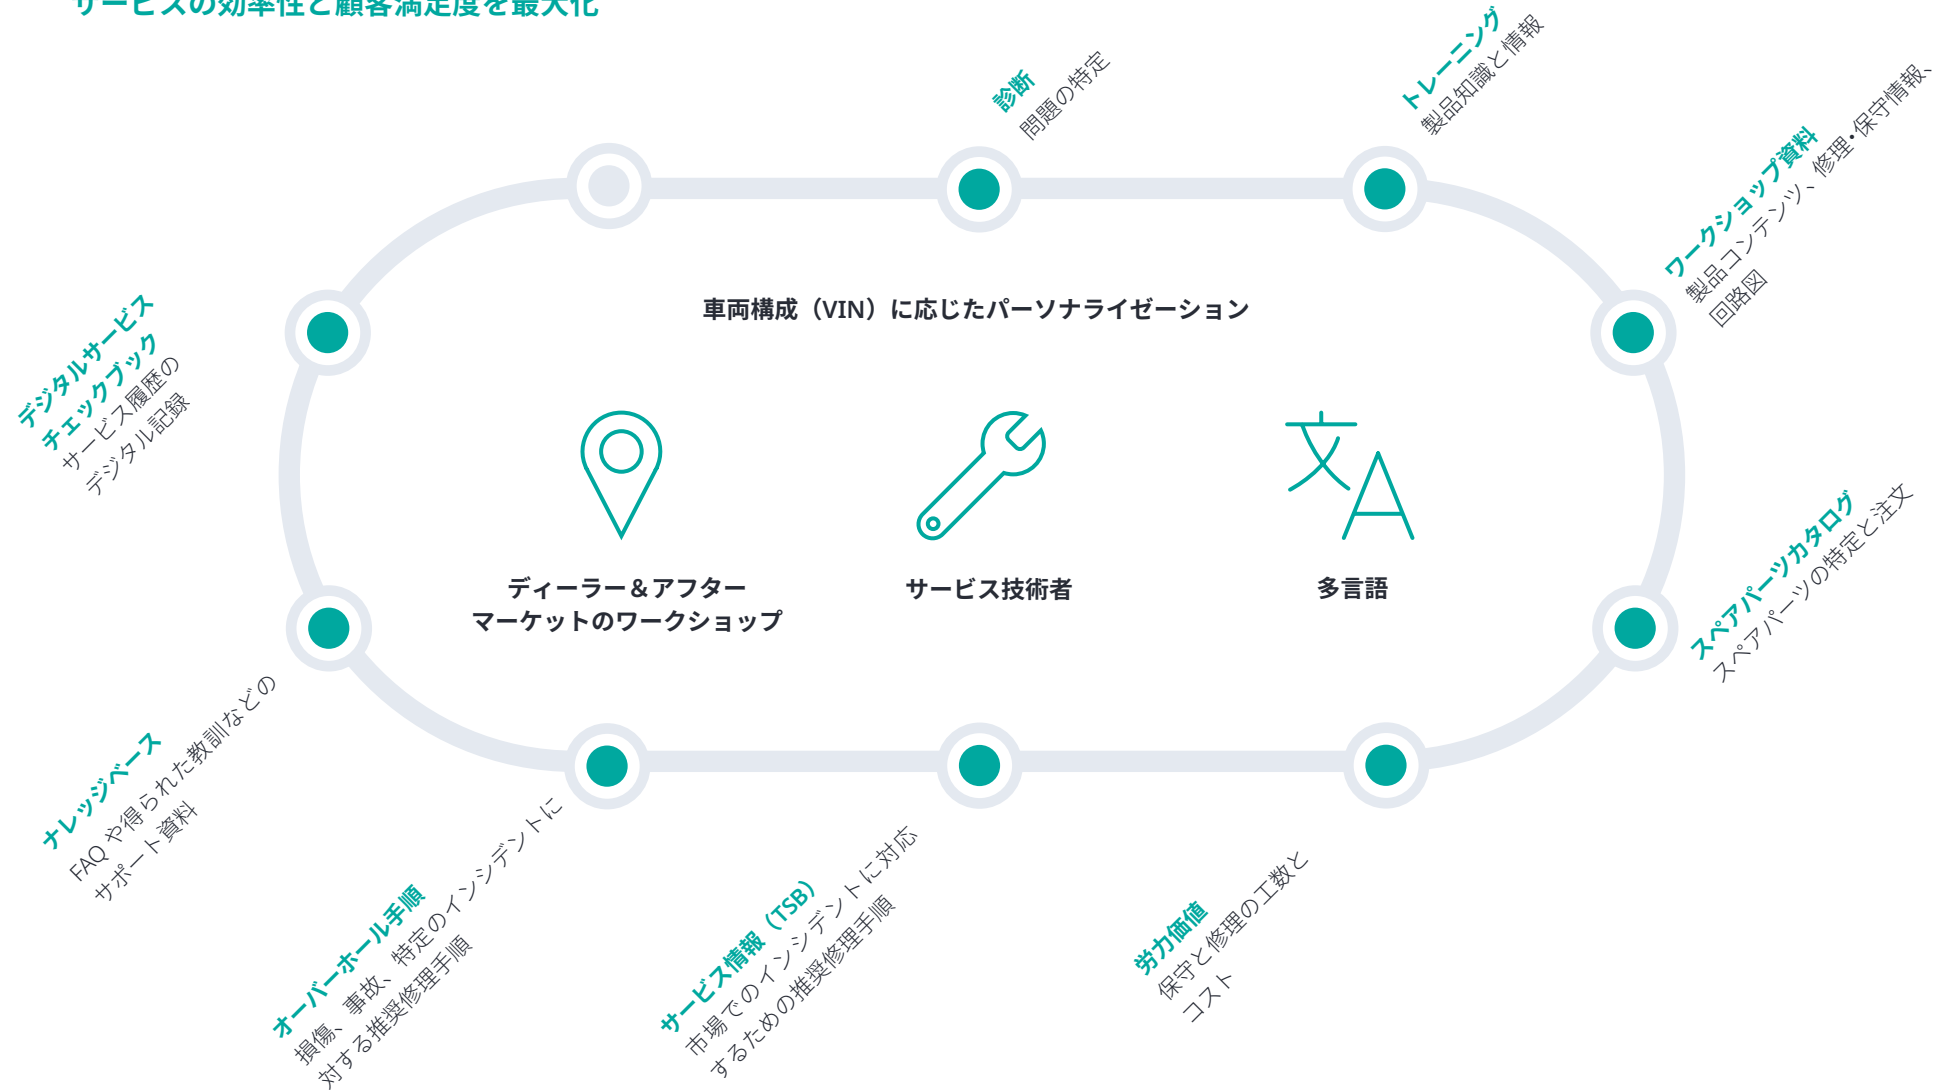 サービスの効率性と顧客満足度を最大化
診断
問題の特定
トレーニング
製品知識と情報
ワークショップ資料
製品コンテンツ、修理・保守情報、
回路図
スペアパーツカタログ
スペアパーツの特定と注文
労力価値
保守と修理の工数と
コスト
サービス情報（TSB）
市場でのインシデントに対応
するための推奨修理手順
オーバーホール手順
損傷、事故、特定のインシデントに
対する推奨修理手順
ナレッジベース
FAQ や得られた教訓などの
サポート資料
デジタルサービス
チェックブック
サービス履歴の
デジタル記録
車両構成（VIN）に応じたパーソナライゼーション
ディーラー＆アフター
マーケットのワークショップ
サービス技術者
多言語